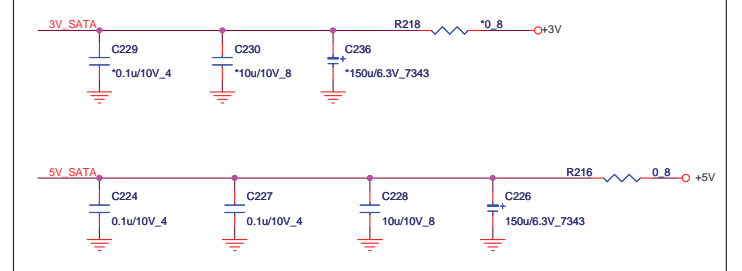 3V_SATA R218 *0_8 +3V
C229 C230 C236
+
*0.1u/10V_4 *10u/10V_8 *150u/6.3V_7343
5V_SATA R216 0_8 +5V
C224 C227 C228 C226
+
0.1u/10V_4 0.1u/10V_4 10u/10V_8 150u/6.3V_7343